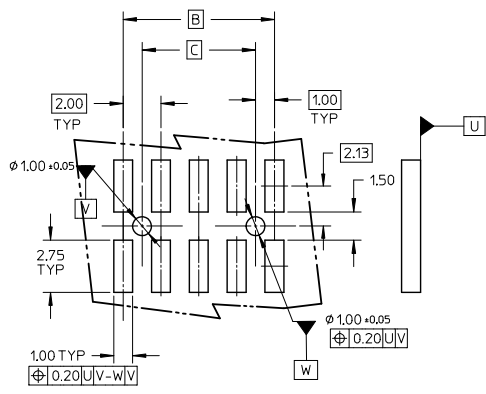 B
C
2.00
TYP
1.00
TYP
U
2.13
⌀1.00 ±0.05
1.50
V
2.75
TYP
⌀1.00 ±0.05
⌖ 0.20 U V
1.00 TYP
⌖ 0.20 U V-W V
W